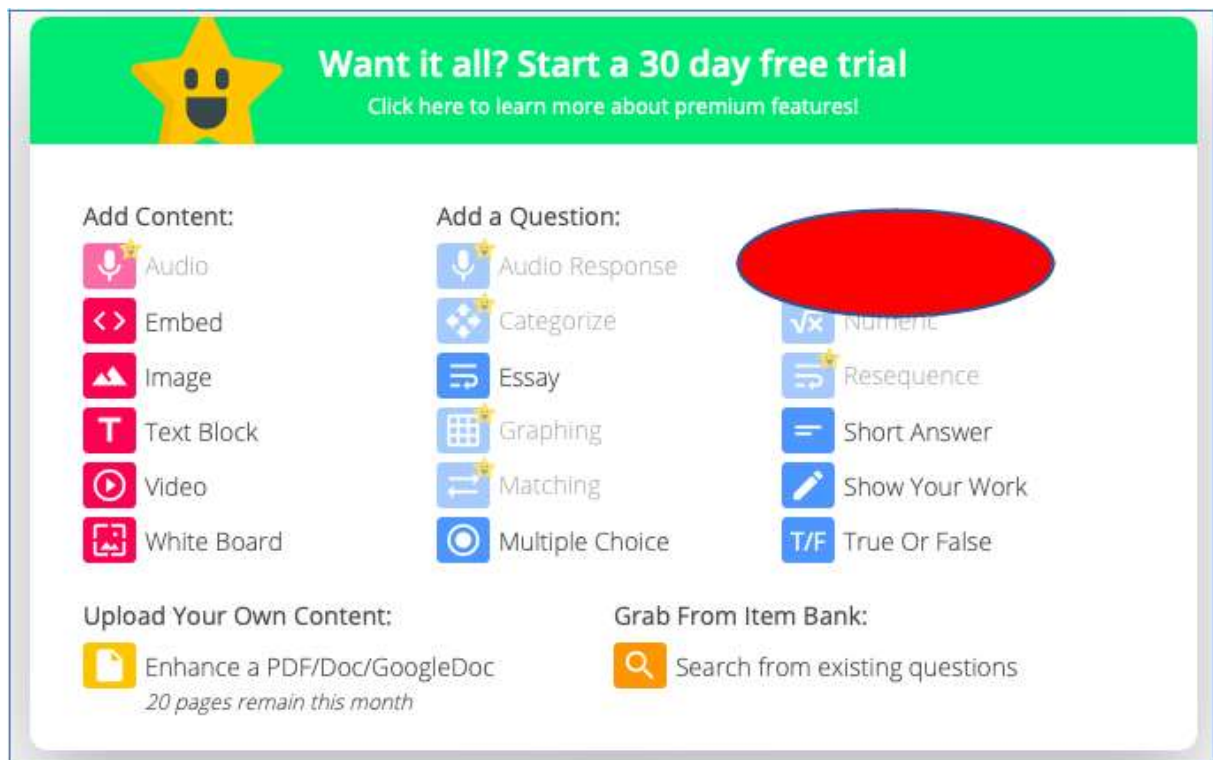 Want it all? Start a 30 day free trial
Click here to learn more about premium features!
Add Content:
Audio
Embed
Image
Text Block
Video
White Board
Add a Question:
Audio Response
Categorize
Essay
Graphing
Matching
Multiple Choice
Numeric
Resequence
Short Answer
Show Your Work
T/F True Or False
Upload Your Own Content:
Enhance a PDF/Doc/GoogleDoc
20 pages remain this month
Grab From Item Bank:
Search from existing questions